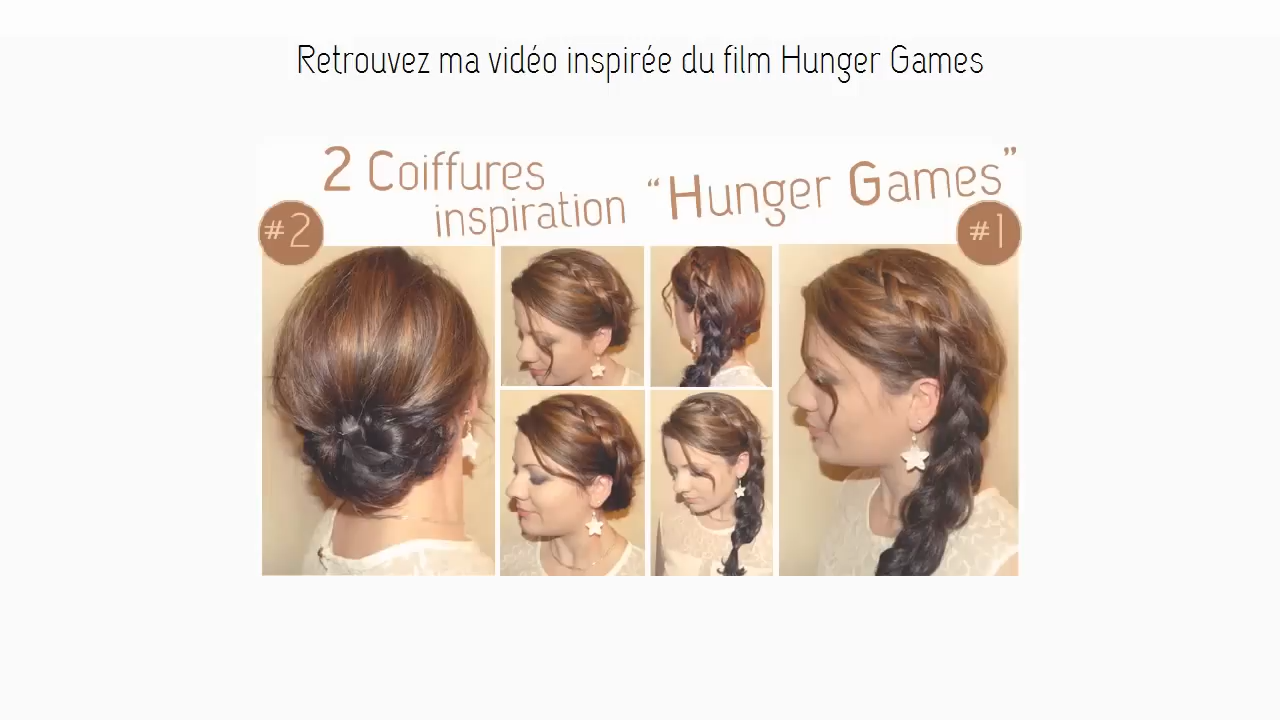 Retrouvez ma vidéo inspirée du film Hunger Games
2 Coiffures
inspiration “Hunger Games”
#2
#1